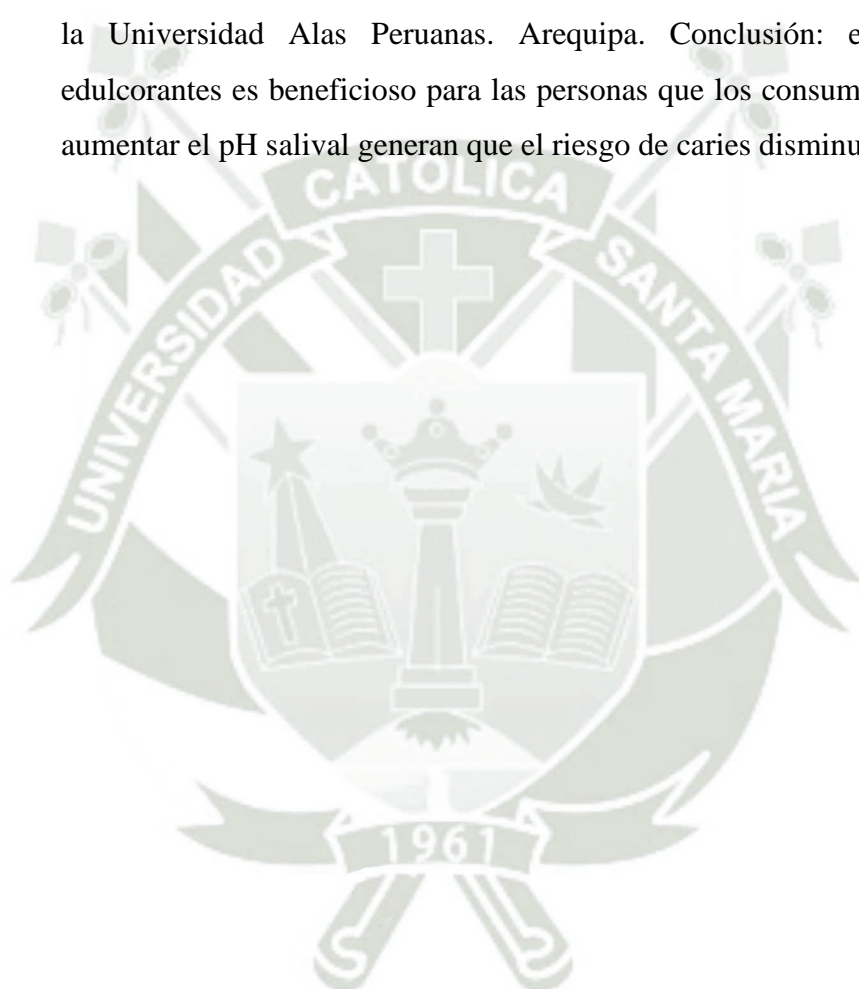 la Universidad Alas Peruanas. Arequipa. Conclusión: e
edulcorantes es beneficioso para las personas que los consum
aumentar el pH salival generan que el riesgo de caries disminu
UNIVERSIDAD CATOLICA SANTA MARIA
1961